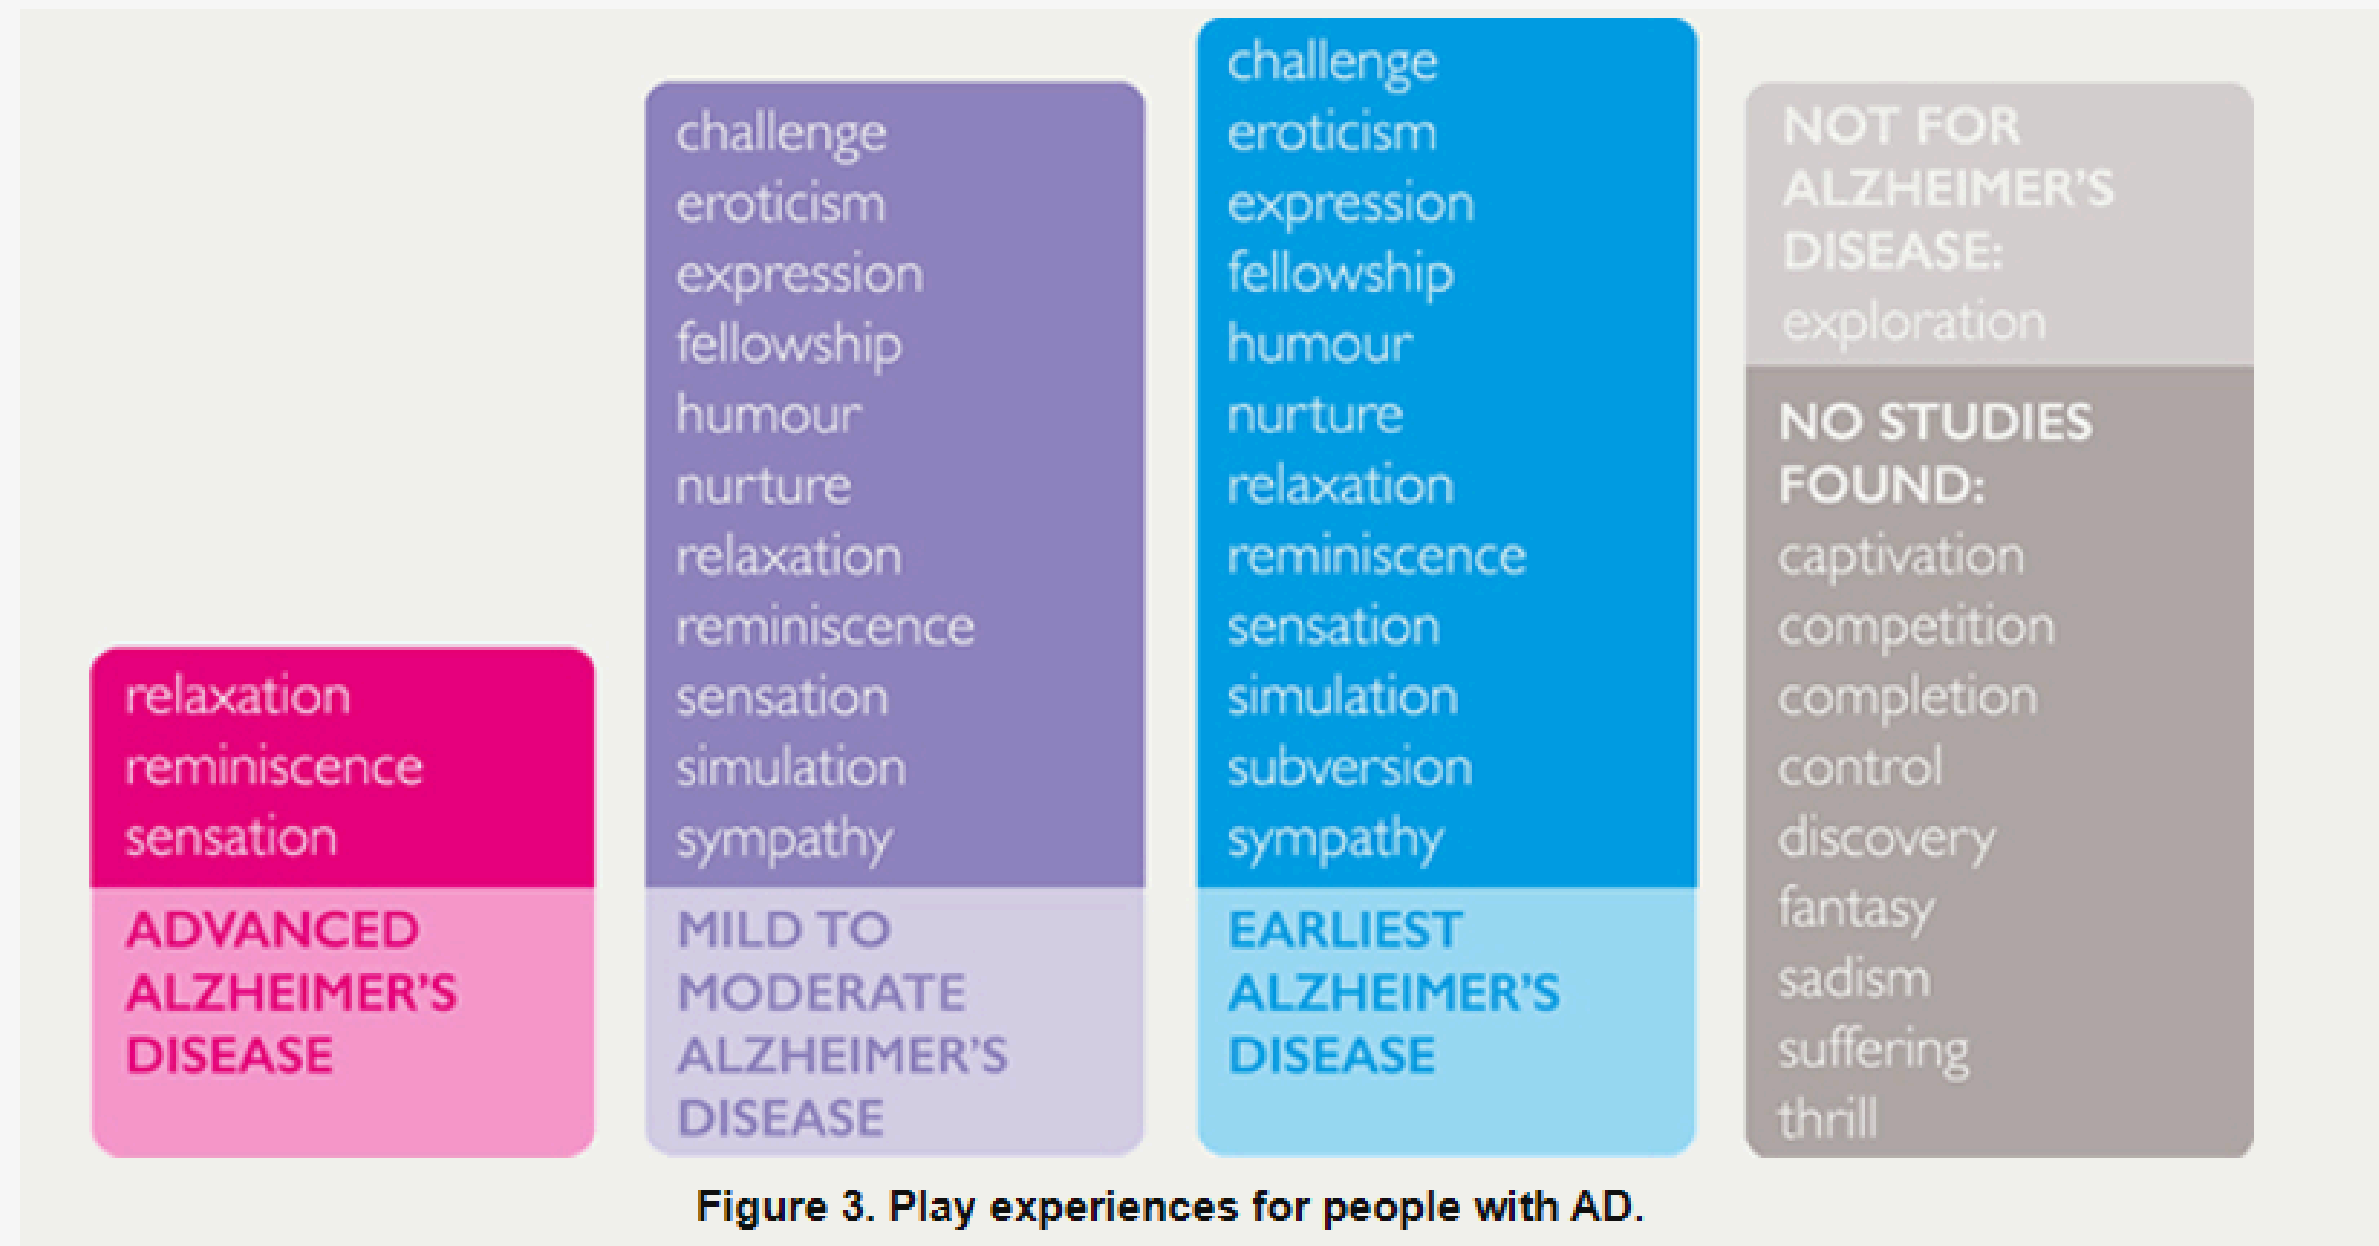 relaxation
reminiscence
sensation
ADVANCED
ALZHEIMER'S
DISEASE
challenge
eroticism
expression
fellowship
humour
nurture
relaxation
reminiscence
sensation
simulation
sympathy
MILD TO
MODERATE
ALZHEIMER'S
DISEASE
challenge
eroticism
expression
fellowship
humour
nurture
relaxation
reminiscence
sensation
simulation
subversion
sympathy
EARLIEST
ALZHEIMER'S
DISEASE
NOT FOR
ALZHEIMER'S
DISEASE:
exploration
NO STUDIES
FOUND:
captivation
competition
completion
control
discovery
fantasy
sadism
suffering
thrill
Figure 3. Play experiences for people with AD.